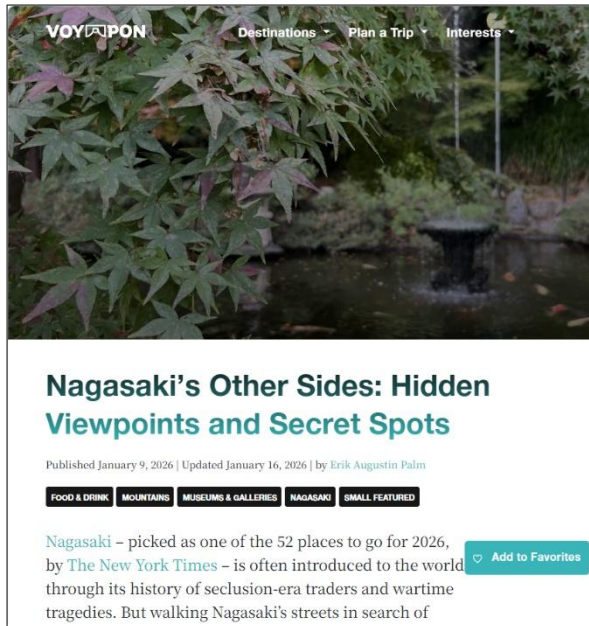 VOYAPON
Destinations
Plan a Trip
Interests
Nagasaki's Other Sides: Hidden
Viewpoints and Secret Spots
Published January 9, 2026 | Updated January 16, 2026 | by Erik Augustin Palm
FOOD & DRINK
MOUNTAINS
MUSEUMS & GALLERIES
NAGASAKI
SMALL FEATURED
Nagasaki – picked as one of the 52 places to go for 2026,
by The New York Times – is often introduced to the world
Add to Favorites
through its history of seclusion-era traders and wartime
tragedies. But walking Nagasaki's streets in search of